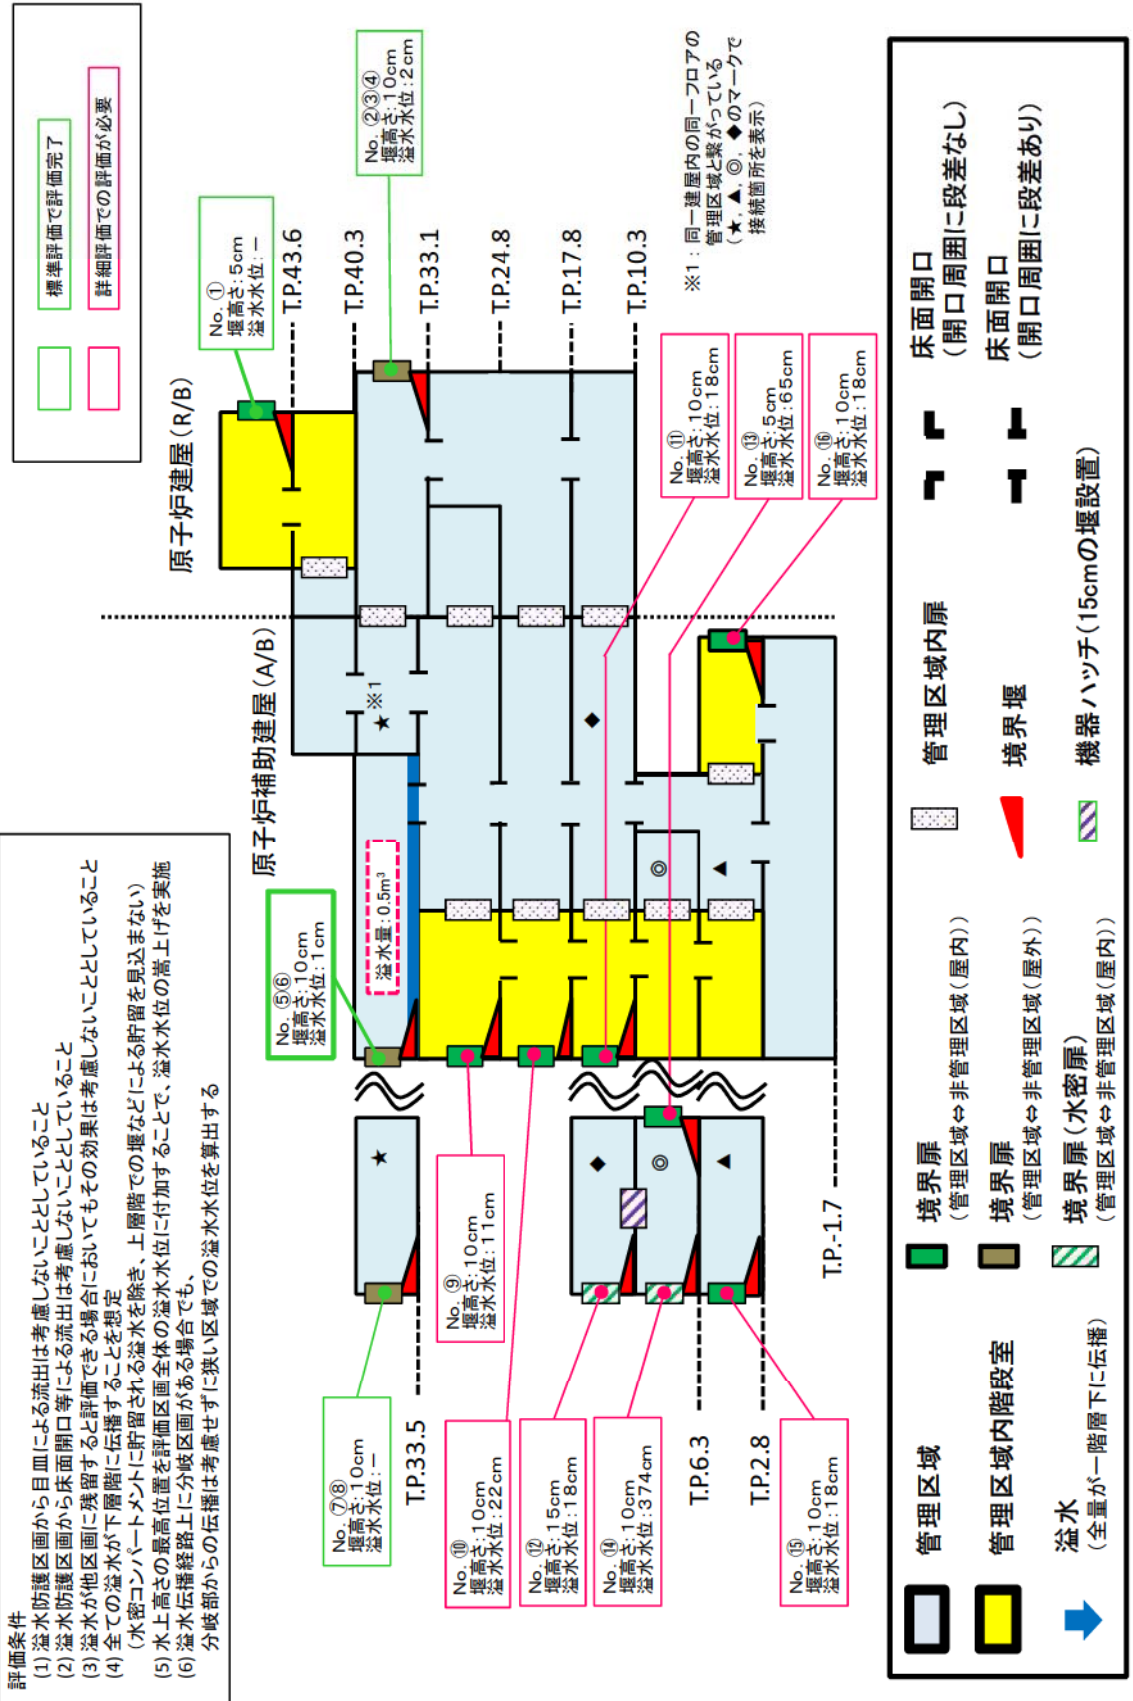 評価条件
(1) 溢水防護区画から目皿による流出は考慮しないこととしていること
(2) 溢水防護区画から床面開口等による流出は考慮しないこととしていること
(3) 溢水が他区画に残留すると評価できる場合においてもその効果は考慮しないこととしていること
(4) 全ての溢水が下層階に伝播することを想定
（水密コンパートメントに貯留される溢水を除き、上層階での堰などによる貯留を見込まない）
(5) 水上高さの最高位置を評価区画全体の溢水水位に付加することで、溢水水位の嵩上げを実施
(6) 溢水伝播経路上に分岐区画がある場合でも、
分岐部からの伝播は考慮せずに狭い区域での溢水水位を算出する
標準評価で評価完了
詳細評価での評価が必要
原子炉補助建屋（A/B）
原子炉建屋（R/B）
No. ①
堰高さ：5cm
溢水水位：－
No. ②③④
堰高さ：10cm
溢水水位：2cm
No. ⑤⑥
堰高さ：10cm
溢水水位：1cm
No. ⑦⑧
堰高さ：10cm
溢水水位：－
No. ⑨
堰高さ：10cm
溢水水位：11cm
No. ⑩
堰高さ：10cm
溢水水位：22cm
No. ⑪
堰高さ：10cm
溢水水位：18cm
No. ⑫
堰高さ：15cm
溢水水位：18cm
No. ⑬
堰高さ：5cm
溢水水位：65cm
No. ⑭
堰高さ：10cm
溢水水位：374cm
No. ⑮
堰高さ：10cm
溢水水位：18cm
No. ⑯
堰高さ：10cm
溢水水位：18cm
溢水量：0.5m³
T.P.43.6
T.P.40.3
T.P.33.1
T.P.24.8
T.P.17.8
T.P.10.3
T.P.33.5
T.P.6.3
T.P.2.8
T.P.-1.7
★
★※1
◆
◆
◎
◎
▲
▲
※1：同一建屋内の同一フロアの
管理区域と繋がっている
（★，▲，◎，◆のマークで
接続箇所を表示）
管理区域
管理区域内階段室
溢水
（全量が一階層下に伝播）
境界扉
（管理区域⇔非管理区域（屋内））
境界扉
（管理区域⇔非管理区域（屋外））
境界扉（水密扉）
（管理区域⇔非管理区域（屋内））
管理区域内扉
境界堰
機器ハッチ（15cmの堰設置）
床面開口
（開口周囲に段差なし）
床面開口
（開口周囲に段差あり）